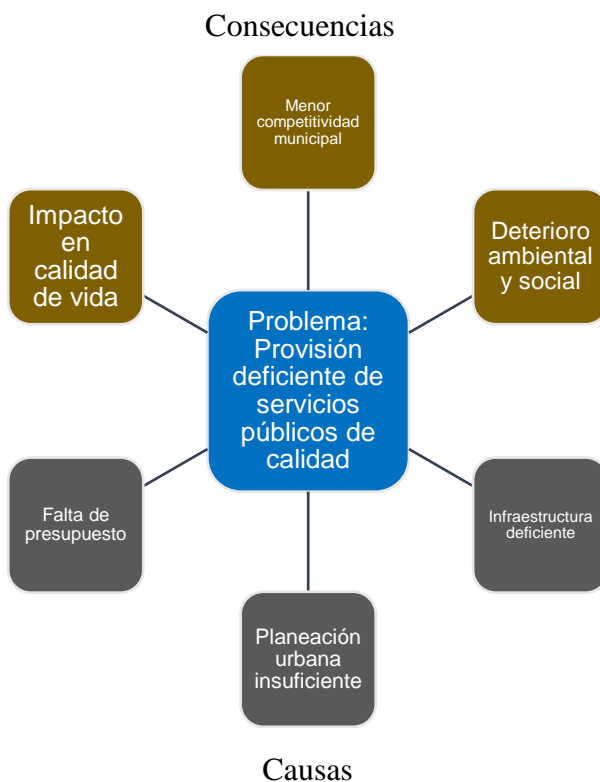 Consecuencias
Menor
competitividad
municipal
Impacto
en
calidad
de vida
Deterioro
ambiental
y social
Problema:
Provisión
deficiente de
servicios
públicos de
calidad
Falta de
presupuesto
Infraestructura
deficiente
Planeación
urbana
insuficiente
Causas